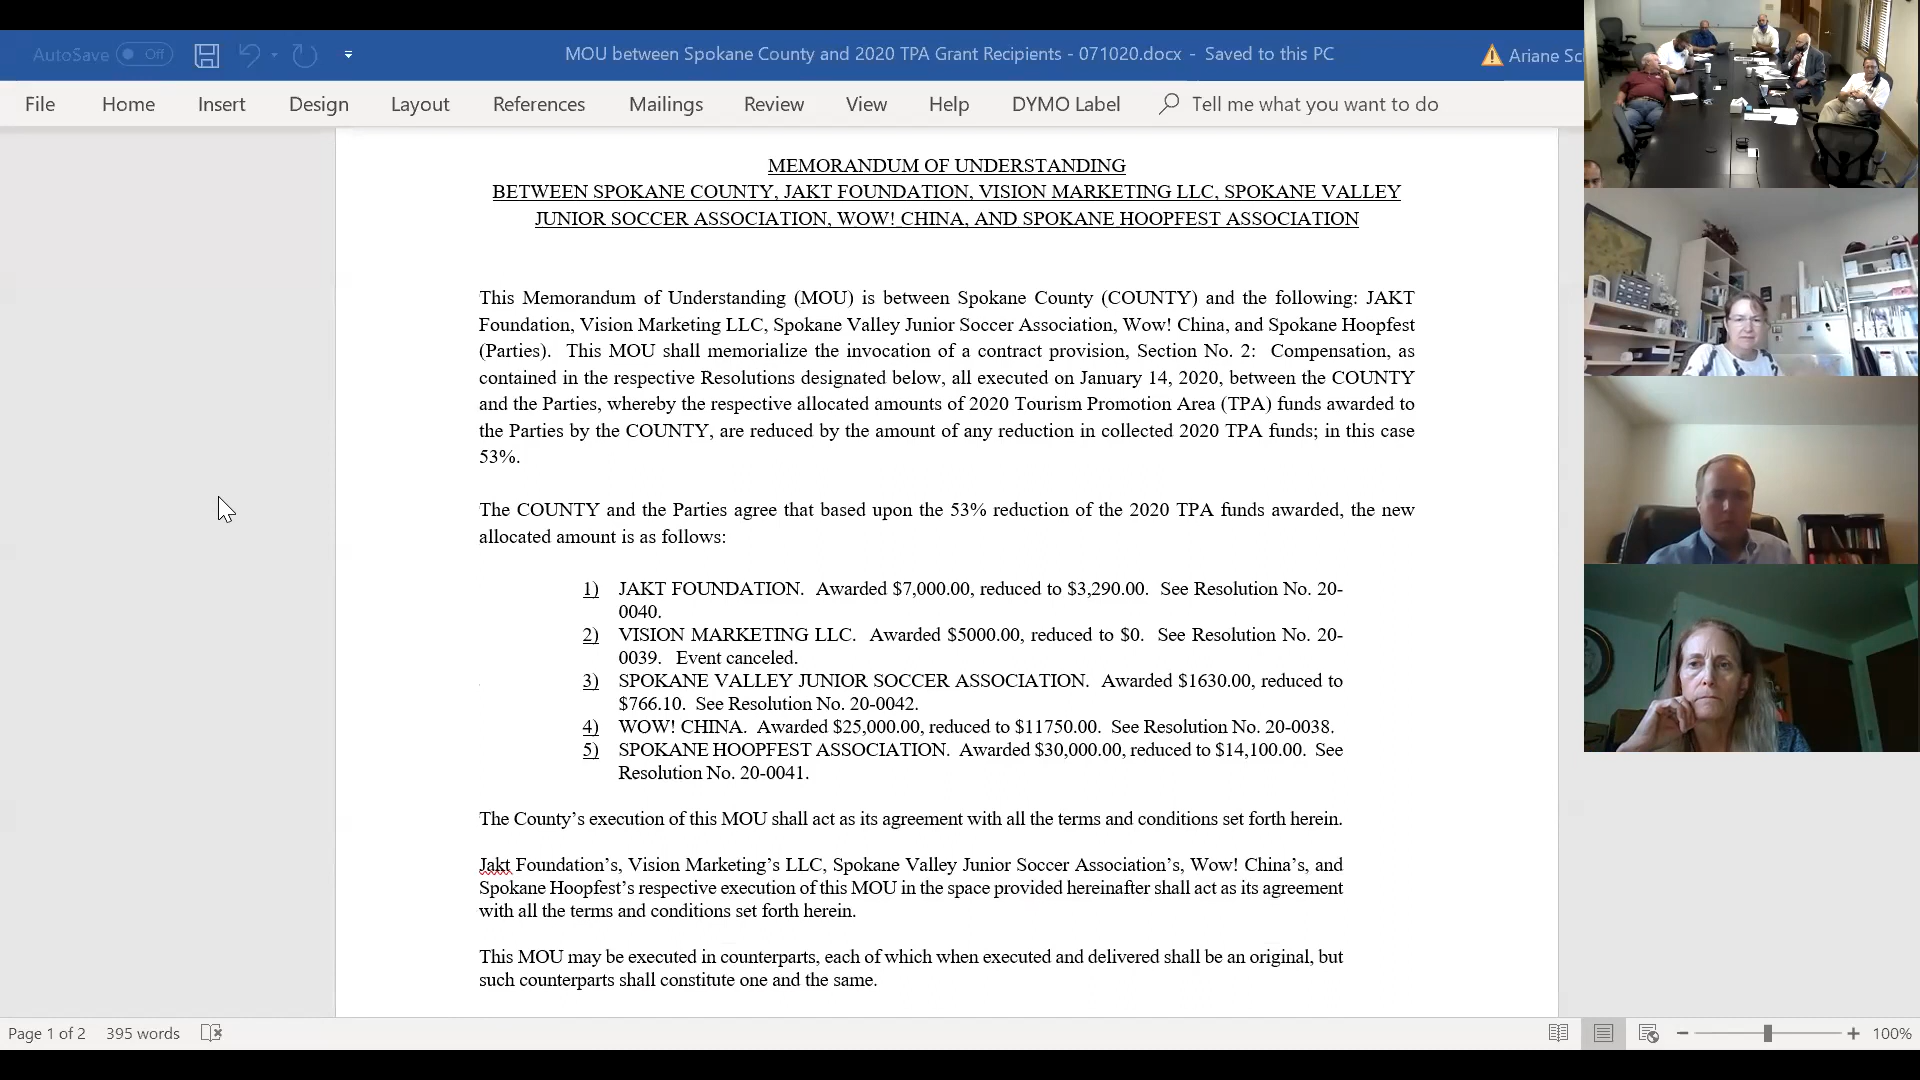 AutoSave Off
MOU between Spokane County and 2020 TPA Grant Recipients - 071020.docx - Saved to this PC
Ariane
File Home Insert Design Layout References Mailings Review View Help DYMO Label Tell me what you want to do
MEMORANDUM OF UNDERSTANDING
BETWEEN SPOKANE COUNTY, JAKT FOUNDATION, VISION MARKETING LLC, SPOKANE VALLEY
JUNIOR SOCCER ASSOCIATION, WOW! CHINA, AND SPOKANE HOOPFEST ASSOCIATION
This Memorandum of Understanding (MOU) is between Spokane County (COUNTY) and the following: JAKT
Foundation, Vision Marketing LLC, Spokane Valley Junior Soccer Association, Wow! China, and Spokane Hoopfest
(Parties). This MOU shall memorialize the invocation of a contract provision, Section No. 2: Compensation, as
contained in the respective Resolutions designated below, all executed on January 14, 2020, between the COUNTY
and the Parties, whereby the respective allocated amounts of 2020 Tourism Promotion Area (TPA) funds awarded to
the Parties by the COUNTY, are reduced by the amount of any reduction in collected 2020 TPA funds; in this case
53%.
The COUNTY and the Parties agree that based upon the 53% reduction of the 2020 TPA funds awarded, the new
allocated amount is as follows:
1) JAKT FOUNDATION. Awarded $7,000.00, reduced to $3,290.00. See Resolution No. 20-
0040.
2) VISION MARKETING LLC. Awarded $5000.00, reduced to $0. See Resolution No. 20-
0039. Event canceled.
3) SPOKANE VALLEY JUNIOR SOCCER ASSOCIATION. Awarded $1630.00, reduced to
$766.10. See Resolution No. 20-0042.
4) WOW! CHINA. Awarded $25,000.00, reduced to $11750.00. See Resolution No. 20-0038.
5) SPOKANE HOOPFEST ASSOCIATION. Awarded $30,000.00, reduced to $14,100.00. See
Resolution No. 20-0041.
The County’s execution of this MOU shall act as its agreement with all the terms and conditions set forth herein.
Jakt Foundation’s, Vision Marketing’s LLC, Spokane Valley Junior Soccer Association’s, Wow! China’s, and
Spokane Hoopfest’s respective execution of this MOU in the space provided hereinafter shall act as its agreement
with all the terms and conditions set forth herein.
This MOU may be executed in counterparts, each of which when executed and delivered shall be an original, but
such counterparts shall constitute one and the same.
Page 1 of 2 395 words 100%